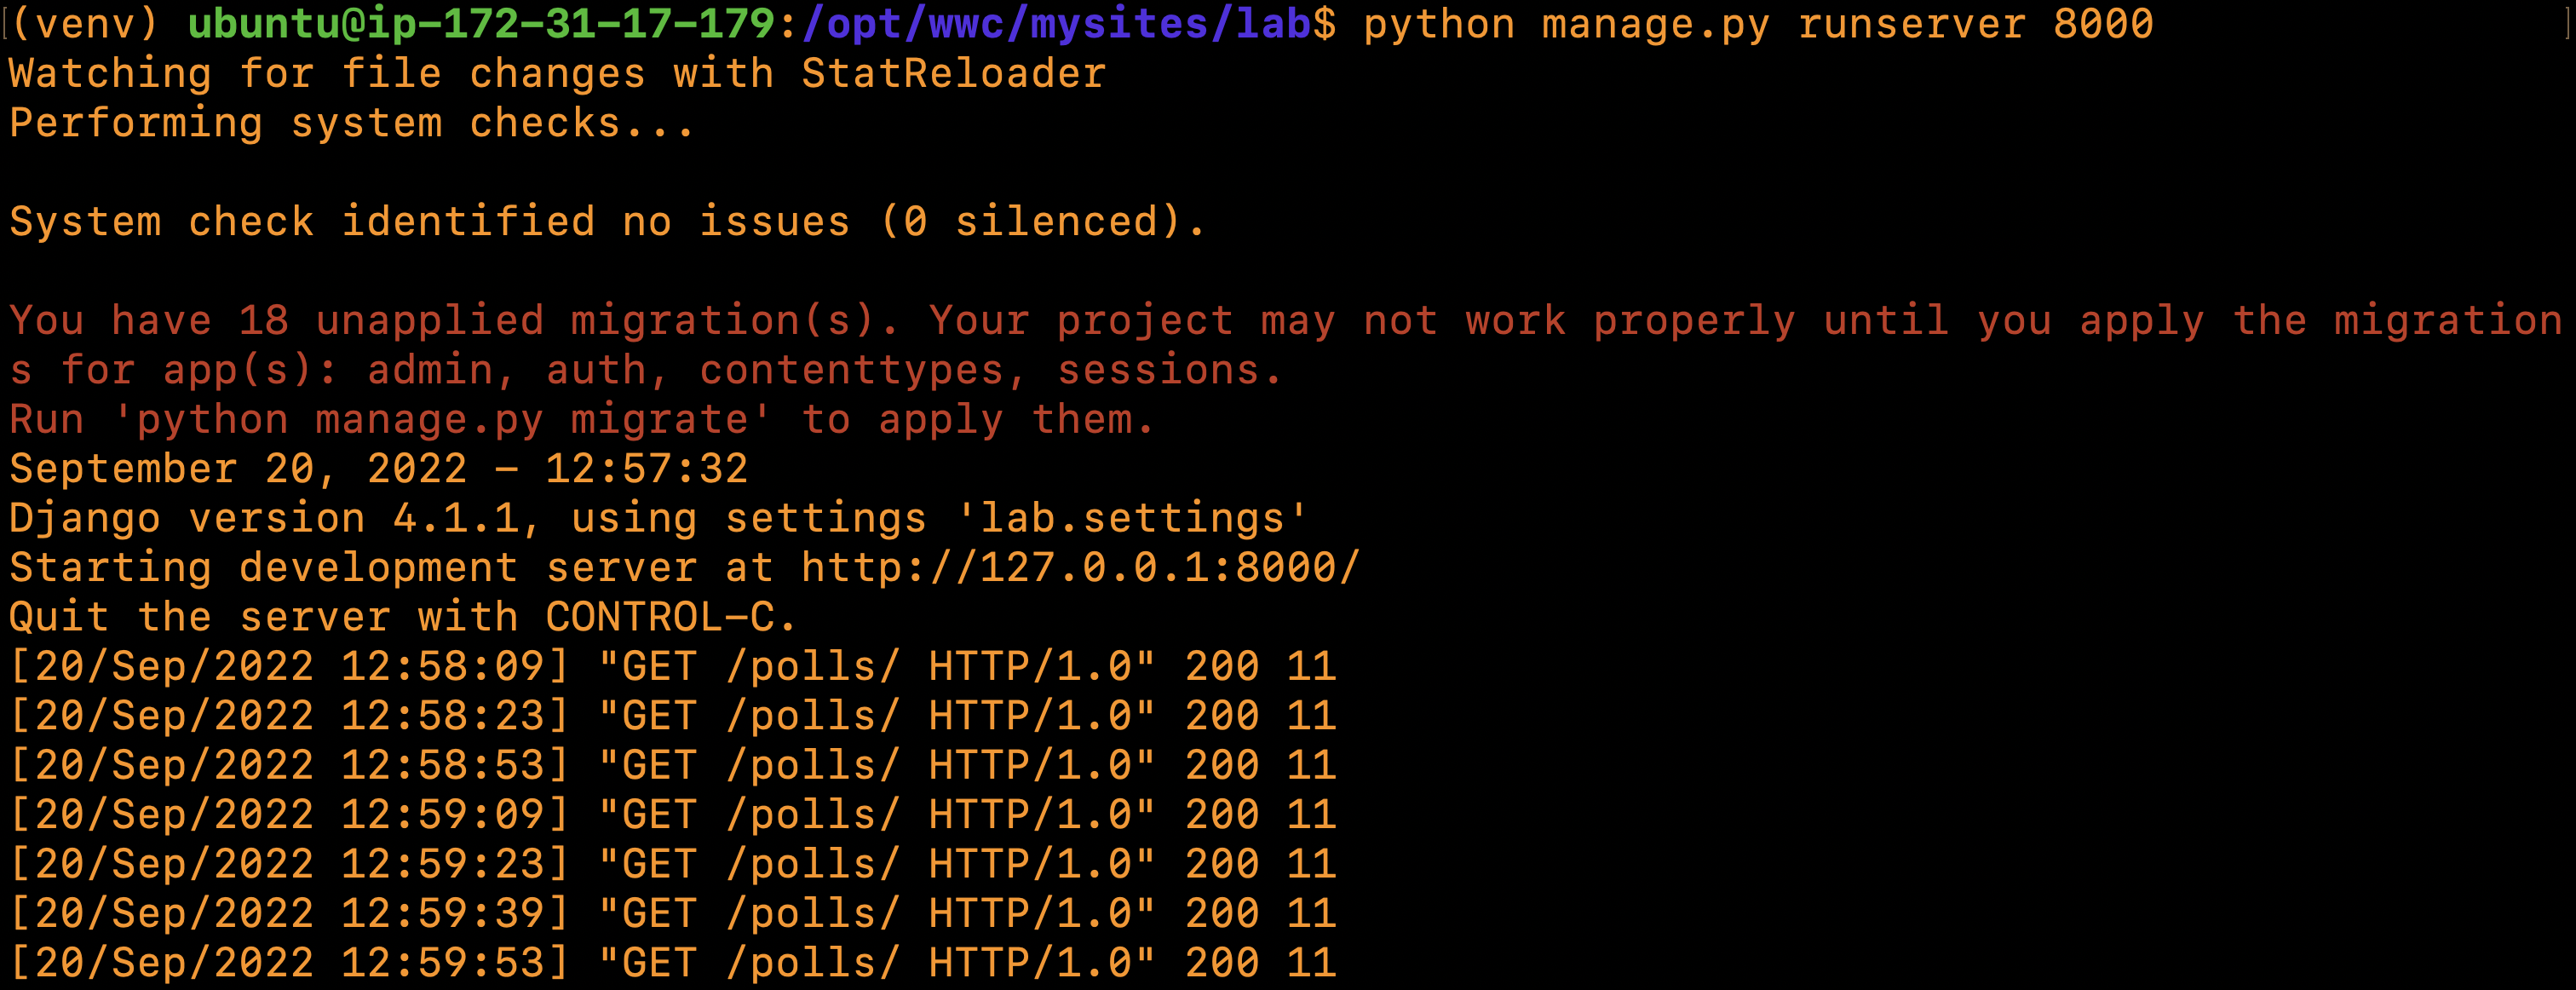 (venv) ubuntu@ip-172-31-17-179:/opt/wwc/mysites/lab$ python manage.py runserver 8000
Watching for file changes with StatReloader
Performing system checks...
System check identified no issues (0 silenced).
You have 18 unapplied migration(s). Your project may not work properly until you apply the migration
s for app(s): admin, auth, contenttypes, sessions.
Run 'python manage.py migrate' to apply them.
September 20, 2022 - 12:57:32
Django version 4.1.1, using settings 'lab.settings'
Starting development server at http://127.0.0.1:8000/
Quit the server with CONTROL-C.
[20/Sep/2022 12:58:09] "GET /polls/ HTTP/1.0" 200 11
[20/Sep/2022 12:58:23] "GET /polls/ HTTP/1.0" 200 11
[20/Sep/2022 12:58:53] "GET /polls/ HTTP/1.0" 200 11
[20/Sep/2022 12:59:09] "GET /polls/ HTTP/1.0" 200 11
[20/Sep/2022 12:59:23] "GET /polls/ HTTP/1.0" 200 11
[20/Sep/2022 12:59:39] "GET /polls/ HTTP/1.0" 200 11
[20/Sep/2022 12:59:53] "GET /polls/ HTTP/1.0" 200 11